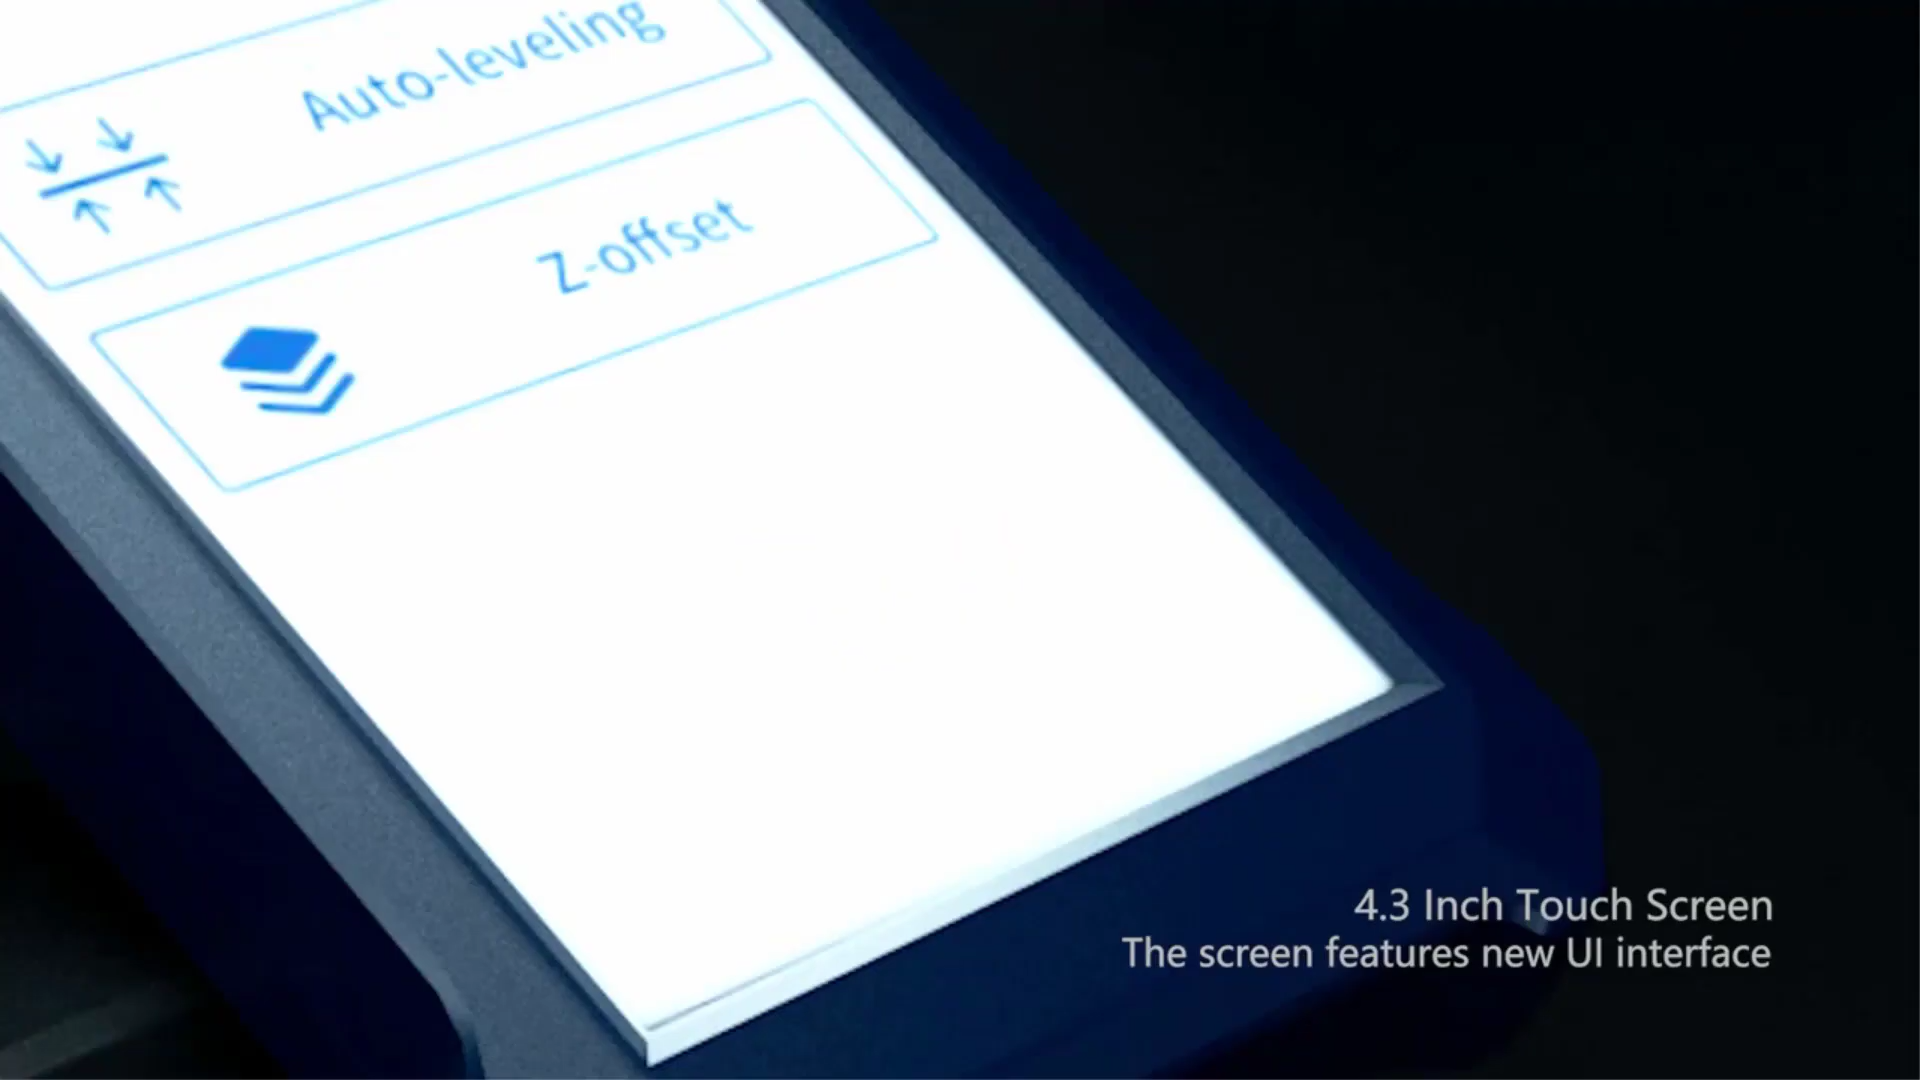 Auto-leveling
Z-offset
4.3 Inch Touch Screen
The screen features new UI interface